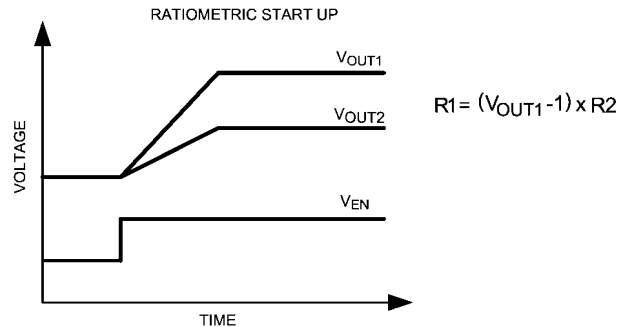 RATIOMETRIC START UP
VOUT1
VOUT2
R1= (VOUT1-1) x R2
VOLTAGE
VEN
TIME